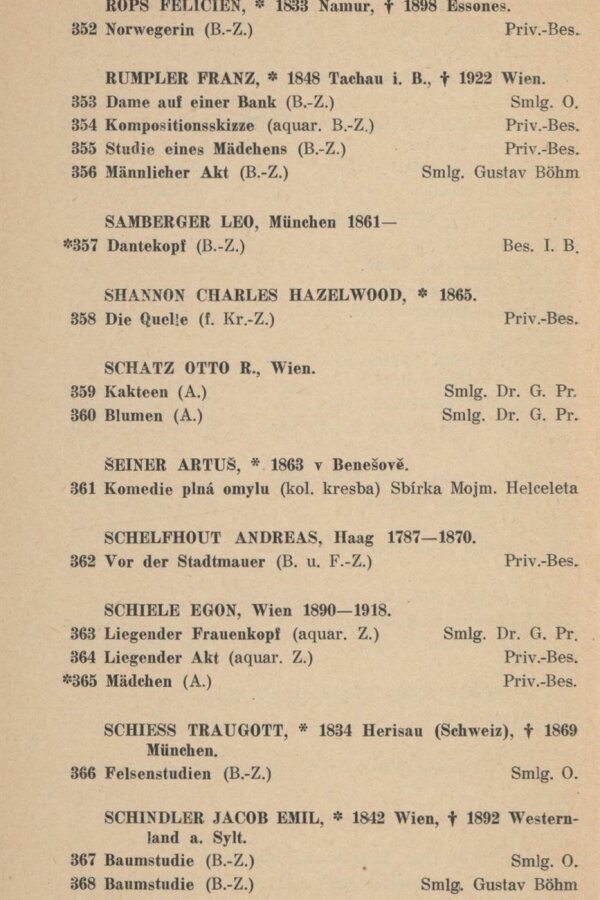 ROPS FELICIEN, * 1833 Namur, † 1898 Essones.
352 Norwegerin (B.-Z.) Priv.-Bes.
RUMPLER FRANZ, * 1848 Tachau i. B., † 1922 Wien.
353 Dame auf einer Bank (B.-Z.) Smlg. O.
354 Kompositionsskizze (aquar. B.-Z.) Priv.-Bes.
355 Studie eines Mädchens (B.-Z.) Priv.-Bes.
356 Männlicher Akt (B.-Z.) Smlg. Gustav Böhm
SAMBERGER LEO, München 1861—
*357 Dantekopf (B.-Z.) Bes. I. B.
SHANNON CHARLES HAZELWOOD, * 1865.
358 Die Quelle (f. Kr.-Z.) Priv.-Bes.
SCHATZ OTTO R., Wien.
359 Kakteen (A.) Smlg. Dr. G. Pr.
360 Blumen (A.) Smlg. Dr. G. Pr.
ŠEINER ARTUŠ, * 1863 v Benešově.
361 Komedie plná omylu (kol. kresba) Sbírka Mojm. Helceleta
SCHELFHOUT ANDREAS, Haag 1787—1870.
362 Vor der Stadtmauer (B. u. F.-Z.) Priv.-Bes.
SCHIELE EGON, Wien 1890—1918.
363 Liegender Frauenkopf (aquar. Z.) Smlg. Dr. G. Pr.
364 Liegender Akt (aquar. Z.) Priv.-Bes.
*365 Mädchen (A.) Priv.-Bes.
SCHIESS TRAUGOTT, * 1834 Herisau (Schweiz), † 1869
München.
366 Felsenstudien (B.-Z.) Smlg. O.
SCHINDLER JACOB EMIL, * 1842 Wien, † 1892 Western-
land a. Sylt.
367 Baumstudie (B.-Z.) Smlg. O.
368 Baumstudie (B.-Z.) Smlg. Gustav Böhm